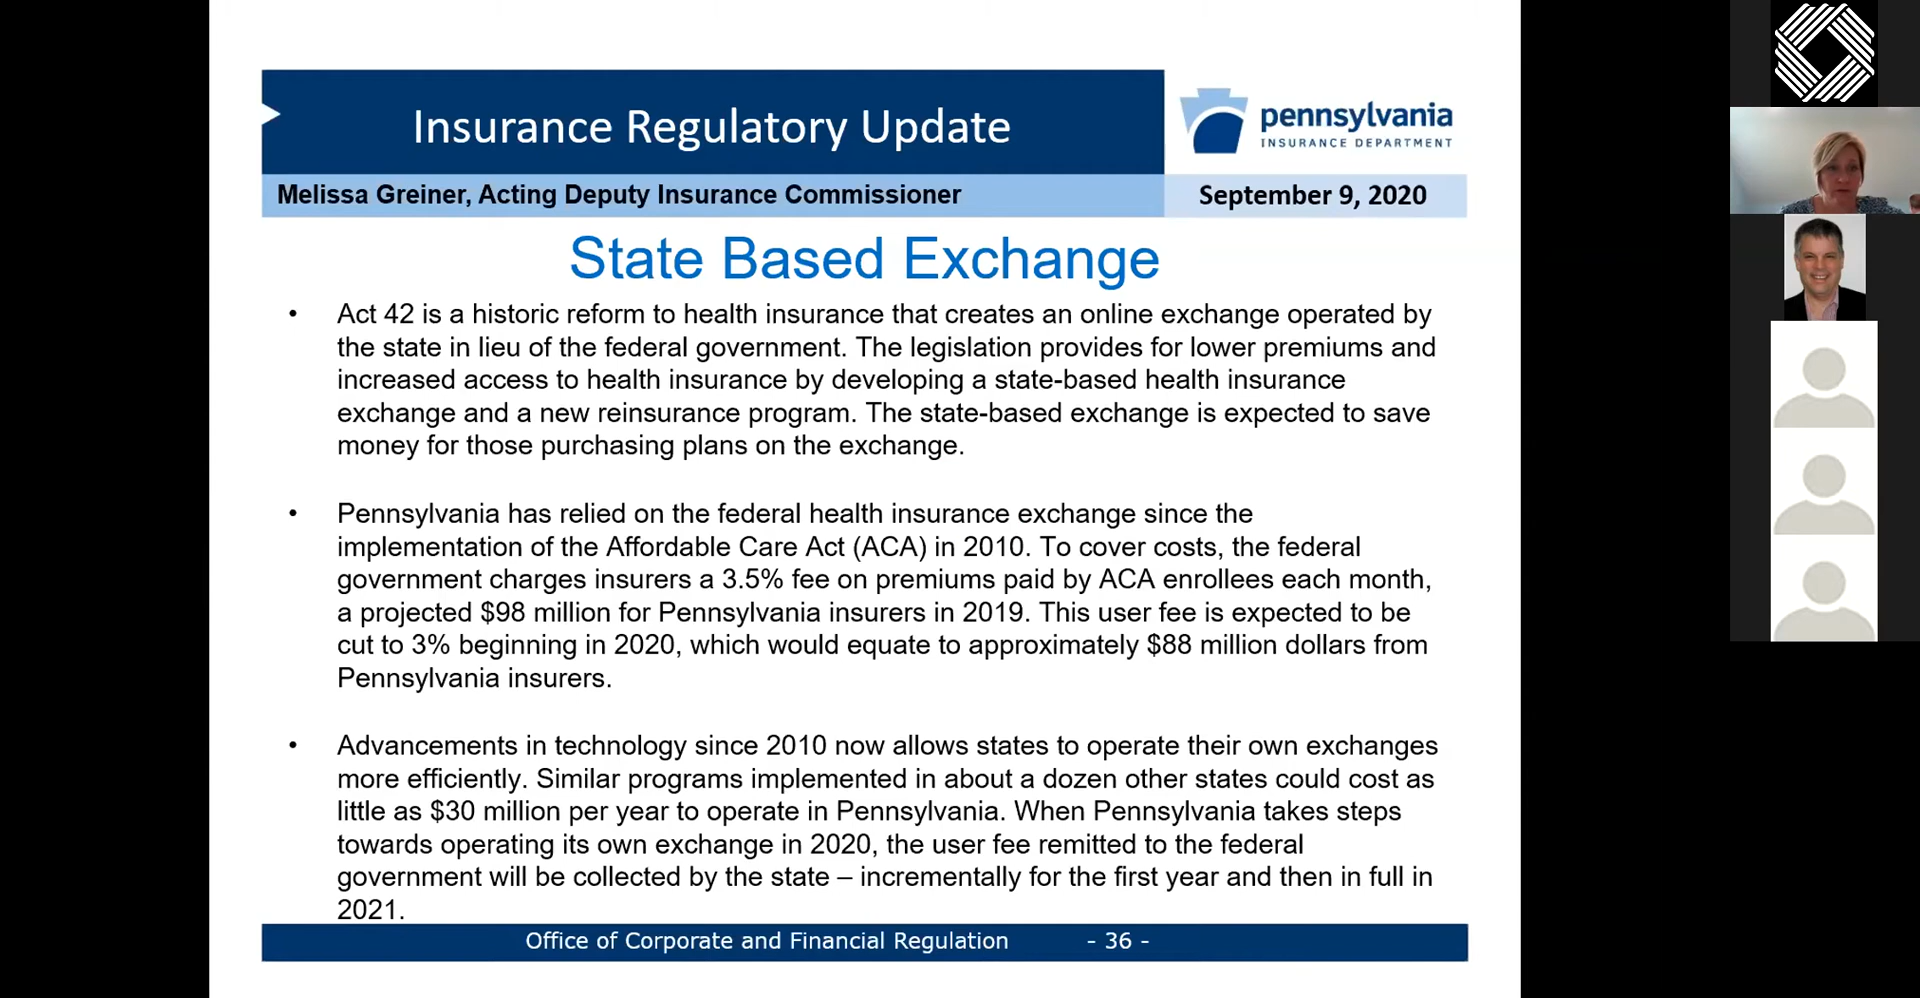 Insurance Regulatory Update
pennsylvania
INSURANCE DEPARTMENT
Melissa Greiner, Acting Deputy Insurance Commissioner
September 9, 2020
State Based Exchange
• Act 42 is a historic reform to health insurance that creates an online exchange operated by
the state in lieu of the federal government. The legislation provides for lower premiums and
increased access to health insurance by developing a state-based health insurance
exchange and a new reinsurance program. The state-based exchange is expected to save
money for those purchasing plans on the exchange.
• Pennsylvania has relied on the federal health insurance exchange since the
implementation of the Affordable Care Act (ACA) in 2010. To cover costs, the federal
government charges insurers a 3.5% fee on premiums paid by ACA enrollees each month,
a projected $98 million for Pennsylvania insurers in 2019. This user fee is expected to be
cut to 3% beginning in 2020, which would equate to approximately $88 million dollars from
Pennsylvania insurers.
• Advancements in technology since 2010 now allows states to operate their own exchanges
more efficiently. Similar programs implemented in about a dozen other states could cost as
little as $30 million per year to operate in Pennsylvania. When Pennsylvania takes steps
towards operating its own exchange in 2020, the user fee remitted to the federal
government will be collected by the state – incrementally for the first year and then in full in
2021.
Office of Corporate and Financial Regulation - 36 -